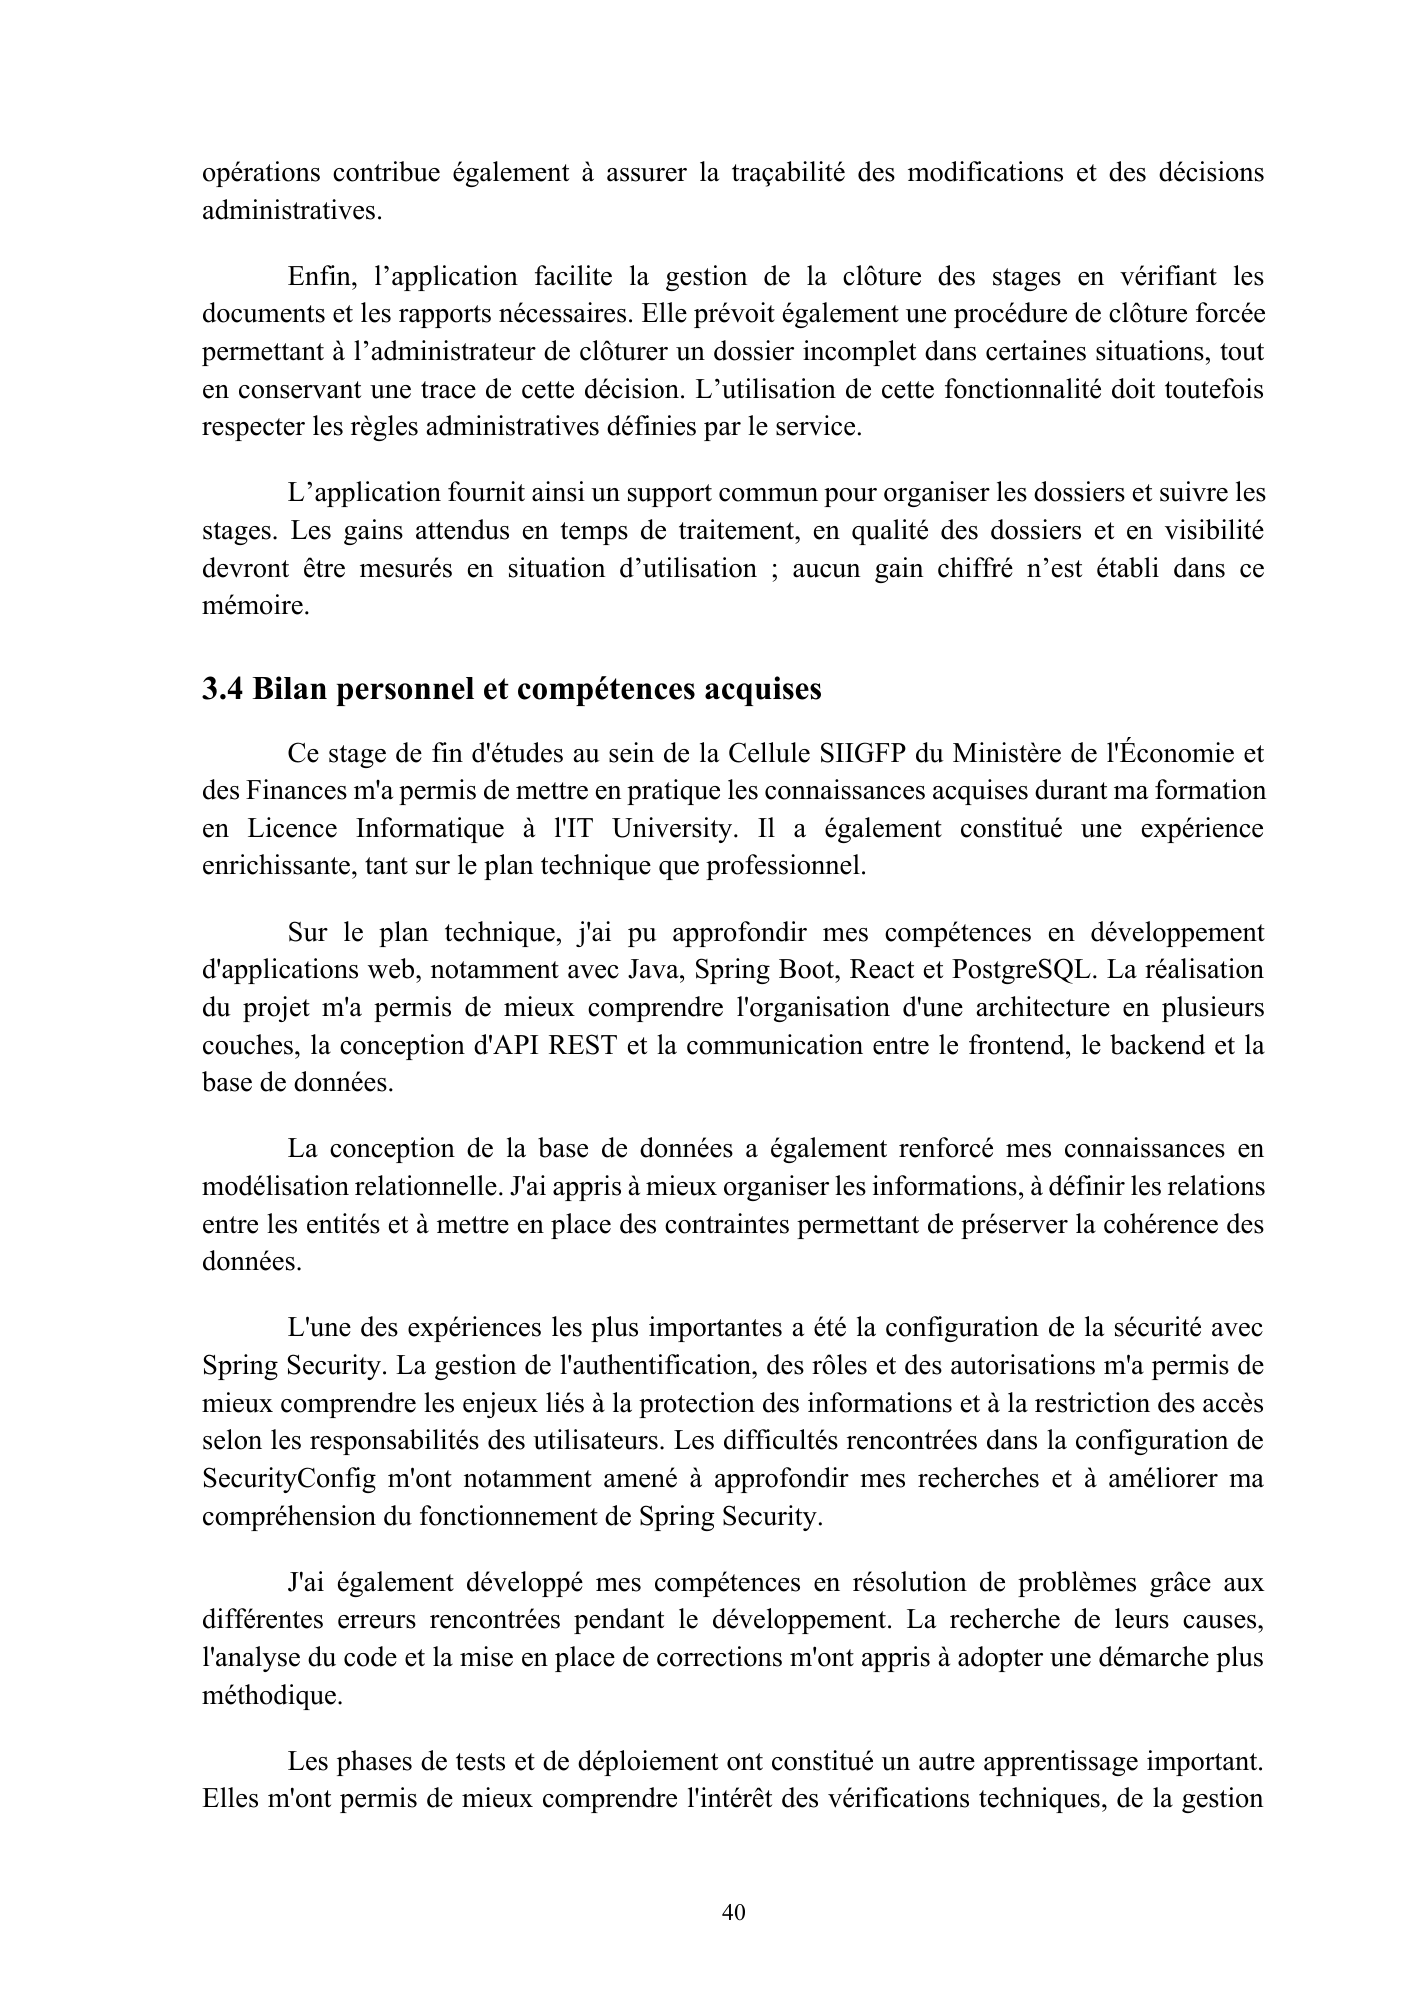 opérations contribue également à assurer la traçabilité des modifications et des décisions
administratives.
Enfin, l’application facilite la gestion de la clôture des stages en vérifiant les
documents et les rapports nécessaires. Elle prévoit également une procédure de clôture forcée
permettant à l’administrateur de clôturer un dossier incomplet dans certaines situations, tout
en conservant une trace de cette décision. L’utilisation de cette fonctionnalité doit toutefois
respecter les règles administratives définies par le service.
L’application fournit ainsi un support commun pour organiser les dossiers et suivre les
stages. Les gains attendus en temps de traitement, en qualité des dossiers et en visibilité
devront être mesurés en situation d’utilisation ; aucun gain chiffré n’est établi dans ce
mémoire.
3.4 Bilan personnel et compétences acquises
Ce stage de fin d'études au sein de la Cellule SIIGFP du Ministère de l'Économie et
des Finances m'a permis de mettre en pratique les connaissances acquises durant ma formation
en Licence Informatique à l'IT University. Il a également constitué une expérience
enrichissante, tant sur le plan technique que professionnel.
Sur le plan technique, j'ai pu approfondir mes compétences en développement
d'applications web, notamment avec Java, Spring Boot, React et PostgreSQL. La réalisation
du projet m'a permis de mieux comprendre l'organisation d'une architecture en plusieurs
couches, la conception d'API REST et la communication entre le frontend, le backend et la
base de données.
La conception de la base de données a également renforcé mes connaissances en
modélisation relationnelle. J'ai appris à mieux organiser les informations, à définir les relations
entre les entités et à mettre en place des contraintes permettant de préserver la cohérence des
données.
L'une des expériences les plus importantes a été la configuration de la sécurité avec
Spring Security. La gestion de l'authentification, des rôles et des autorisations m'a permis de
mieux comprendre les enjeux liés à la protection des informations et à la restriction des accès
selon les responsabilités des utilisateurs. Les difficultés rencontrées dans la configuration de
SecurityConfig m'ont notamment amené à approfondir mes recherches et à améliorer ma
compréhension du fonctionnement de Spring Security.
J'ai également développé mes compétences en résolution de problèmes grâce aux
différentes erreurs rencontrées pendant le développement. La recherche de leurs causes,
l'analyse du code et la mise en place de corrections m'ont appris à adopter une démarche plus
méthodique.
Les phases de tests et de déploiement ont constitué un autre apprentissage important.
Elles m'ont permis de mieux comprendre l'intérêt des vérifications techniques, de la gestion
40